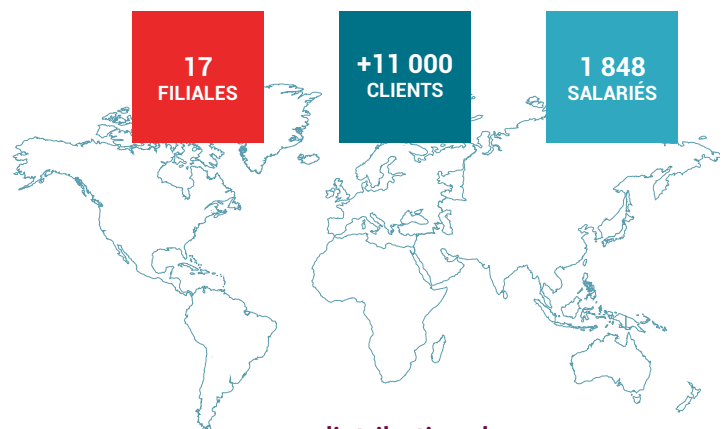 17
FILIALES
+11 000
CLIENTS
1 848
SALARIÉS